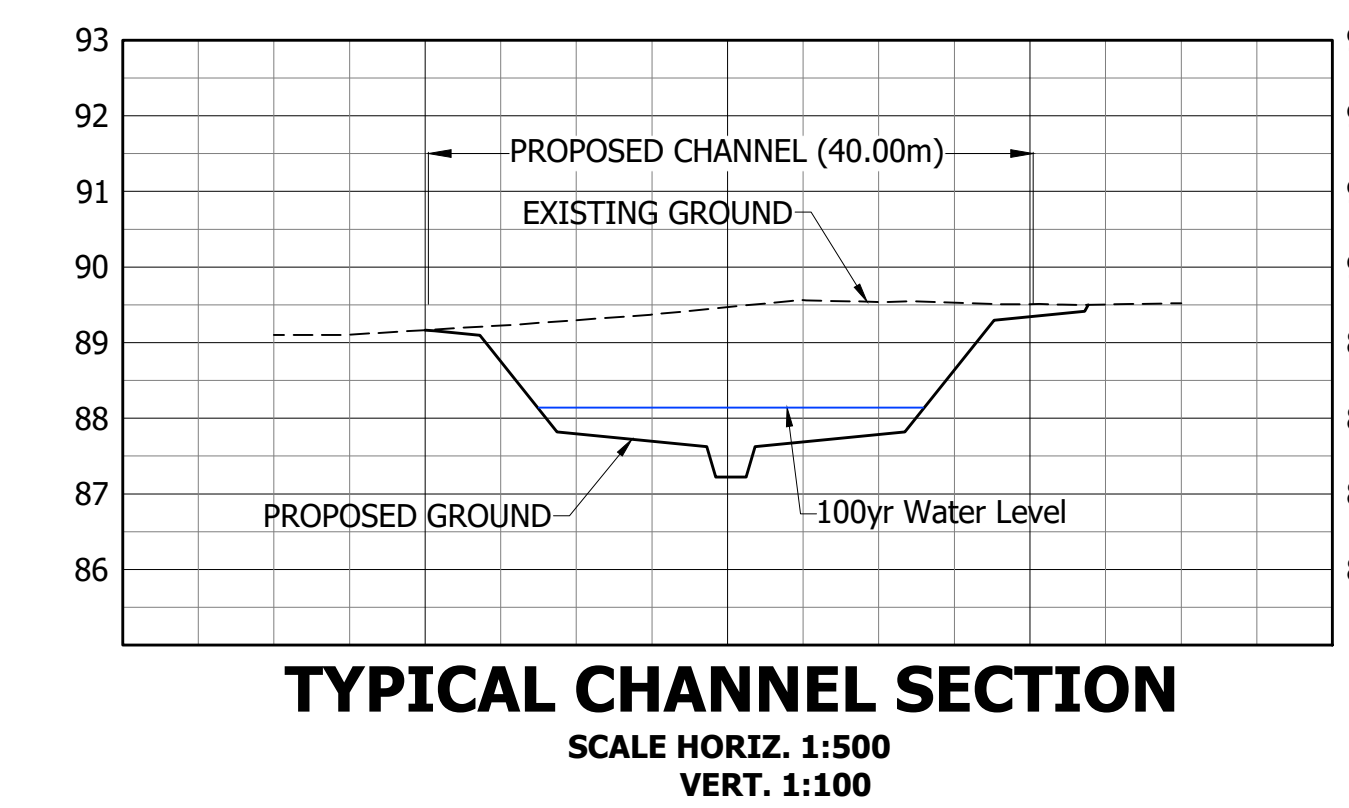 93
92
91
90
89
88
87
86
PROPOSED CHANNEL (40.00m)
EXISTING GROUND
PROPOSED GROUND
100yr Water Level
TYPICAL CHANNEL SECTION
SCALE HORIZ. 1:500
VERT. 1:100